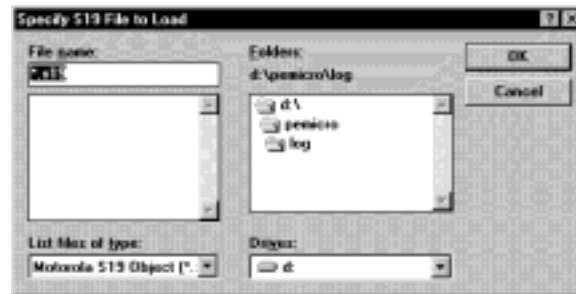 Specify S19 File to Load
File name:
*.s19
Folders:
d:\pemicro\log
OK
Cancel
d:\
pemicro
log
List files of type:
Motorola S19 Object (*.
Drives:
d: